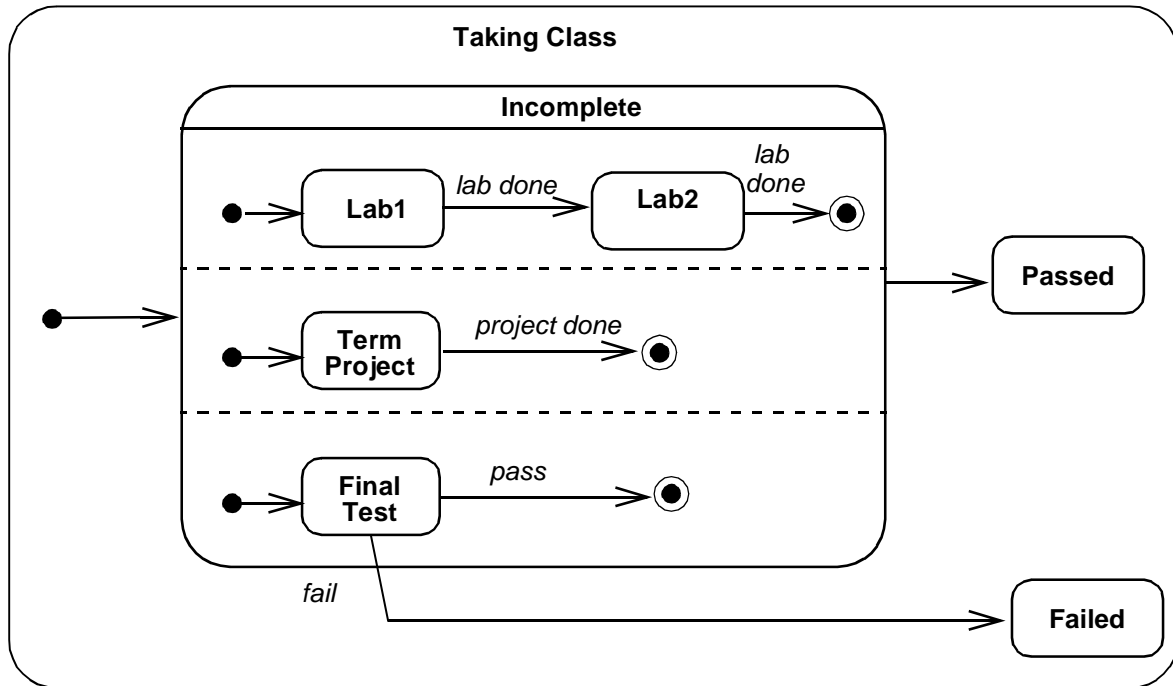 Taking Class
Incomplete
Lab1
lab done
Lab2
lab
done
Passed
Term
Project
project done
Final
Test
pass
fail
Failed